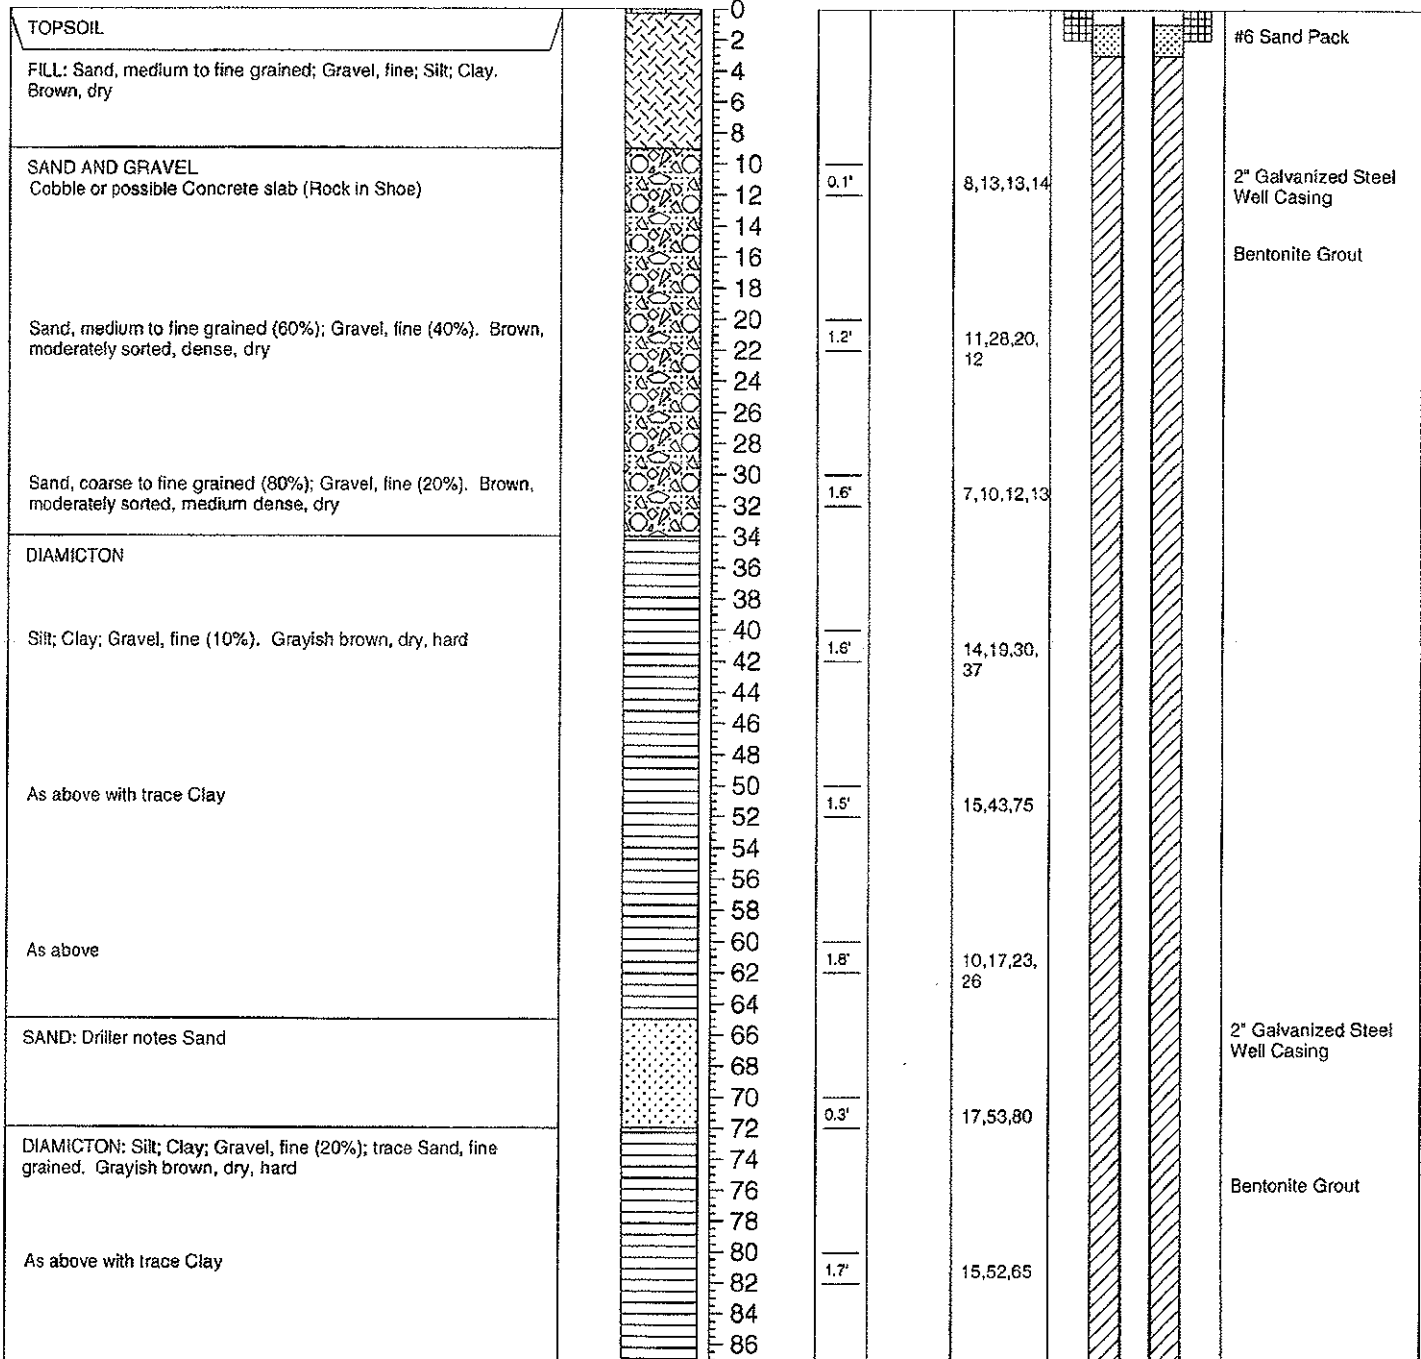 TOPSOIL
0
2
#6 Sand Pack
FILL: Sand, medium to fine grained; Gravel, fine; Silt; Clay.
Brown, dry
4
6
8
SAND AND GRAVEL
Cobble or possible Concrete slab (Rock in Shoe)
10
12
0.1'
8,13,13,14
2" Galvanized Steel
Well Casing
14
16
Bentonite Grout
18
Sand, medium to fine grained (60%); Gravel, fine (40%). Brown,
moderately sorted, dense, dry
20
22
1.2'
11,28,20,
12
24
26
28
Sand, coarse to fine grained (80%); Gravel, fine (20%). Brown,
moderately sorted, medium dense, dry
30
32
1.6'
7,10,12,13
34
DIAMICTON
36
38
Silt; Clay; Gravel, fine (10%). Grayish brown, dry, hard
40
42
1.6'
14,19,30,
37
44
46
48
As above with trace Clay
50
52
1.5'
15,43,75
54
56
58
As above
60
62
1.8'
10,17,23,
26
64
SAND: Driller notes Sand
66
68
2" Galvanized Steel
Well Casing
70
72
0.3'
17,53,80
DIAMICTON: Silt; Clay; Gravel, fine (20%); trace Sand, fine
grained. Grayish brown, dry, hard
74
76
Bentonite Grout
78
As above with trace Clay
80
82
1.7'
15,52,65
84
86